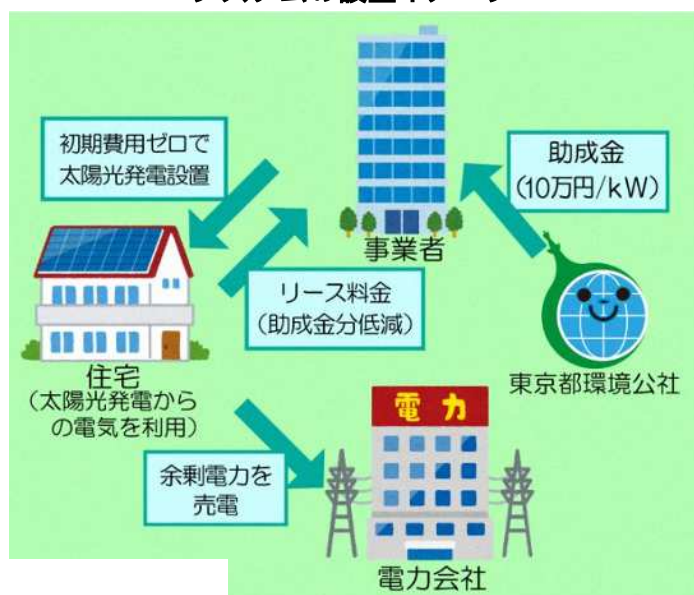 初期費用ゼロで
太陽光発電設置
助成金
(10万円/kW)
事業者
リース料金
(助成金分低減)
住宅
(太陽光発電から
の電気を利用)
東京都環境公社
電力
余剰電力を
売電
電力会社